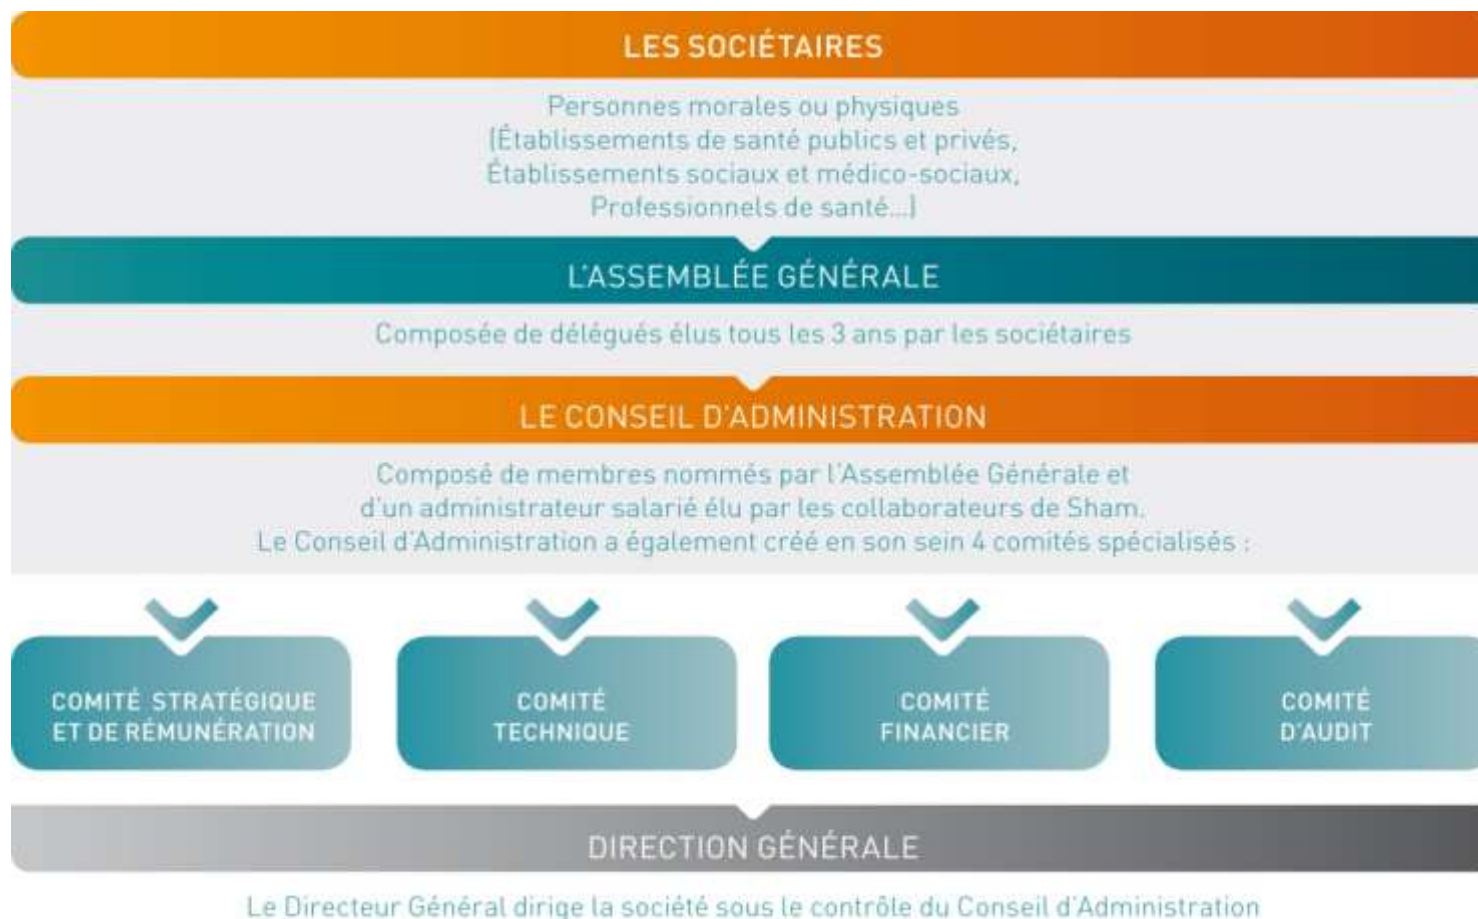 LES SOCIÉTAIRES
Personnes morales ou physiques
(Établissements de santé publics et privés,
Établissements sociaux et médico-sociaux,
Professionnels de santé...)
L'ASSEMBLÉE GÉNÉRALE
Composée de délégués élus tous les 3 ans par les sociétaires
LE CONSEIL D'ADMINISTRATION
Composé de membres nommés par l'Assemblée Générale et
d'un administrateur salarié élu par les collaborateurs de Sham.
Le Conseil d'Administration a également créé en son sein 4 comités spécialisés :
COMITÉ STRATÉGIQUE
ET DE RÉMUNÉRATION
COMITÉ
TECHNIQUE
COMITÉ
FINANCIER
COMITÉ
D'AUDIT
DIRECTION GÉNÉRALE
Le Directeur Général dirige la société sous le contrôle du Conseil d'Administration